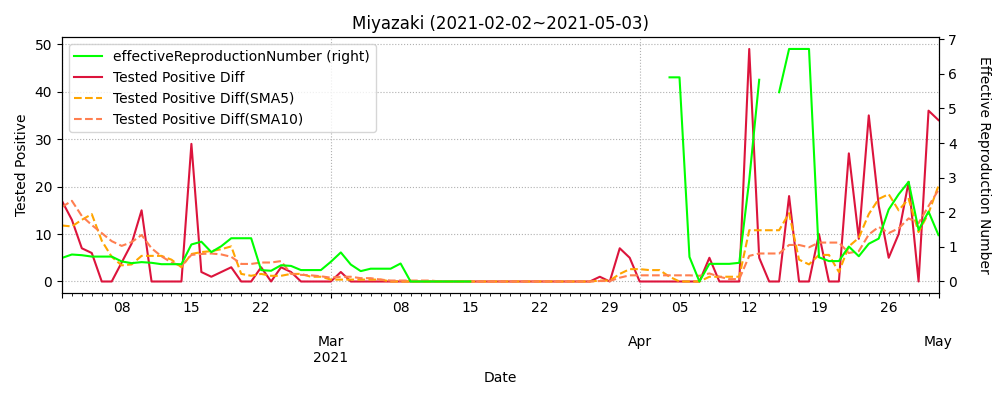 Miyazaki (2021-02-02~2021-05-03)
effectiveReproductionNumber (right)
Tested Positive Diff
Tested Positive Diff(SMA5)
Tested Positive Diff(SMA10)
Tested Positive
50
40
30
20
10
0
Effective Reproduction Number
7
6
5
4
3
2
1
0
08 15 22 08 15 22 29 05 12 19 26
Mar Apr May
2021
Date